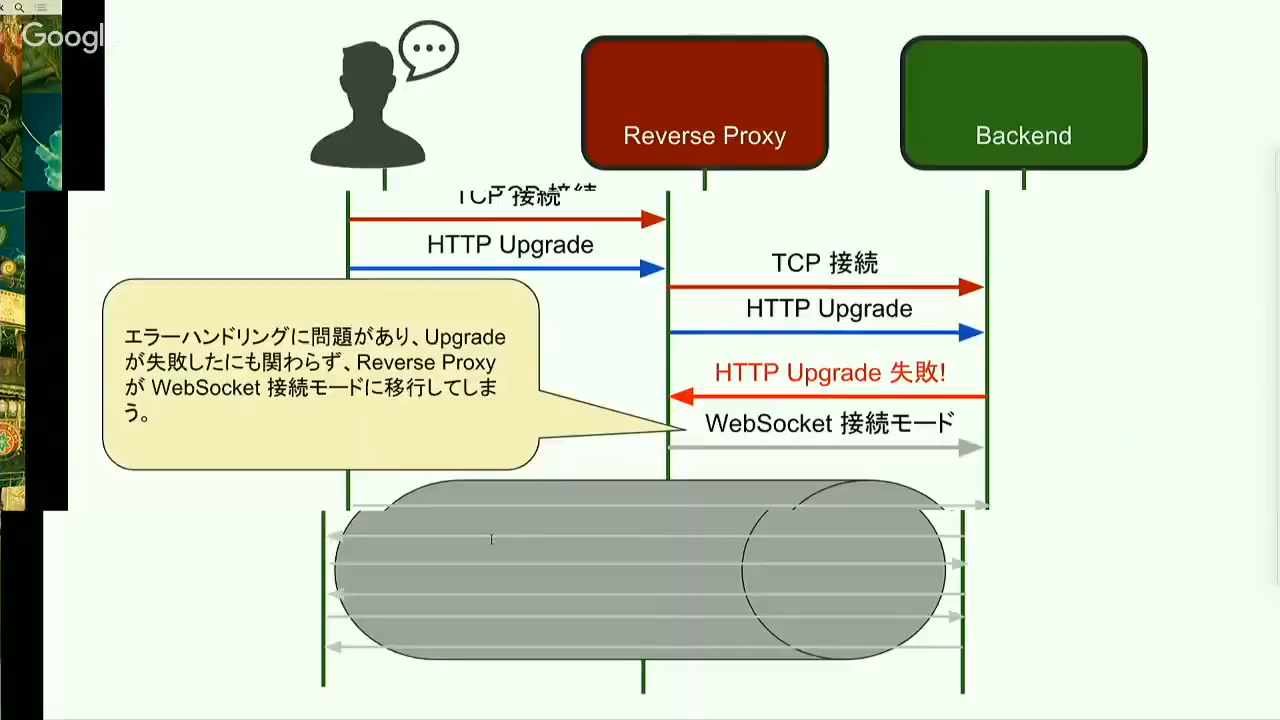 Google
Reverse Proxy
Backend
TCP 接続
HTTP Upgrade
TCP 接続
HTTP Upgrade
エラーハンドリングに問題があり、Upgrade
が失敗したにも関わらず、Reverse Proxy
が WebSocket 接続モードに移行してしま
う。
HTTP Upgrade 失敗!
WebSocket 接続モード